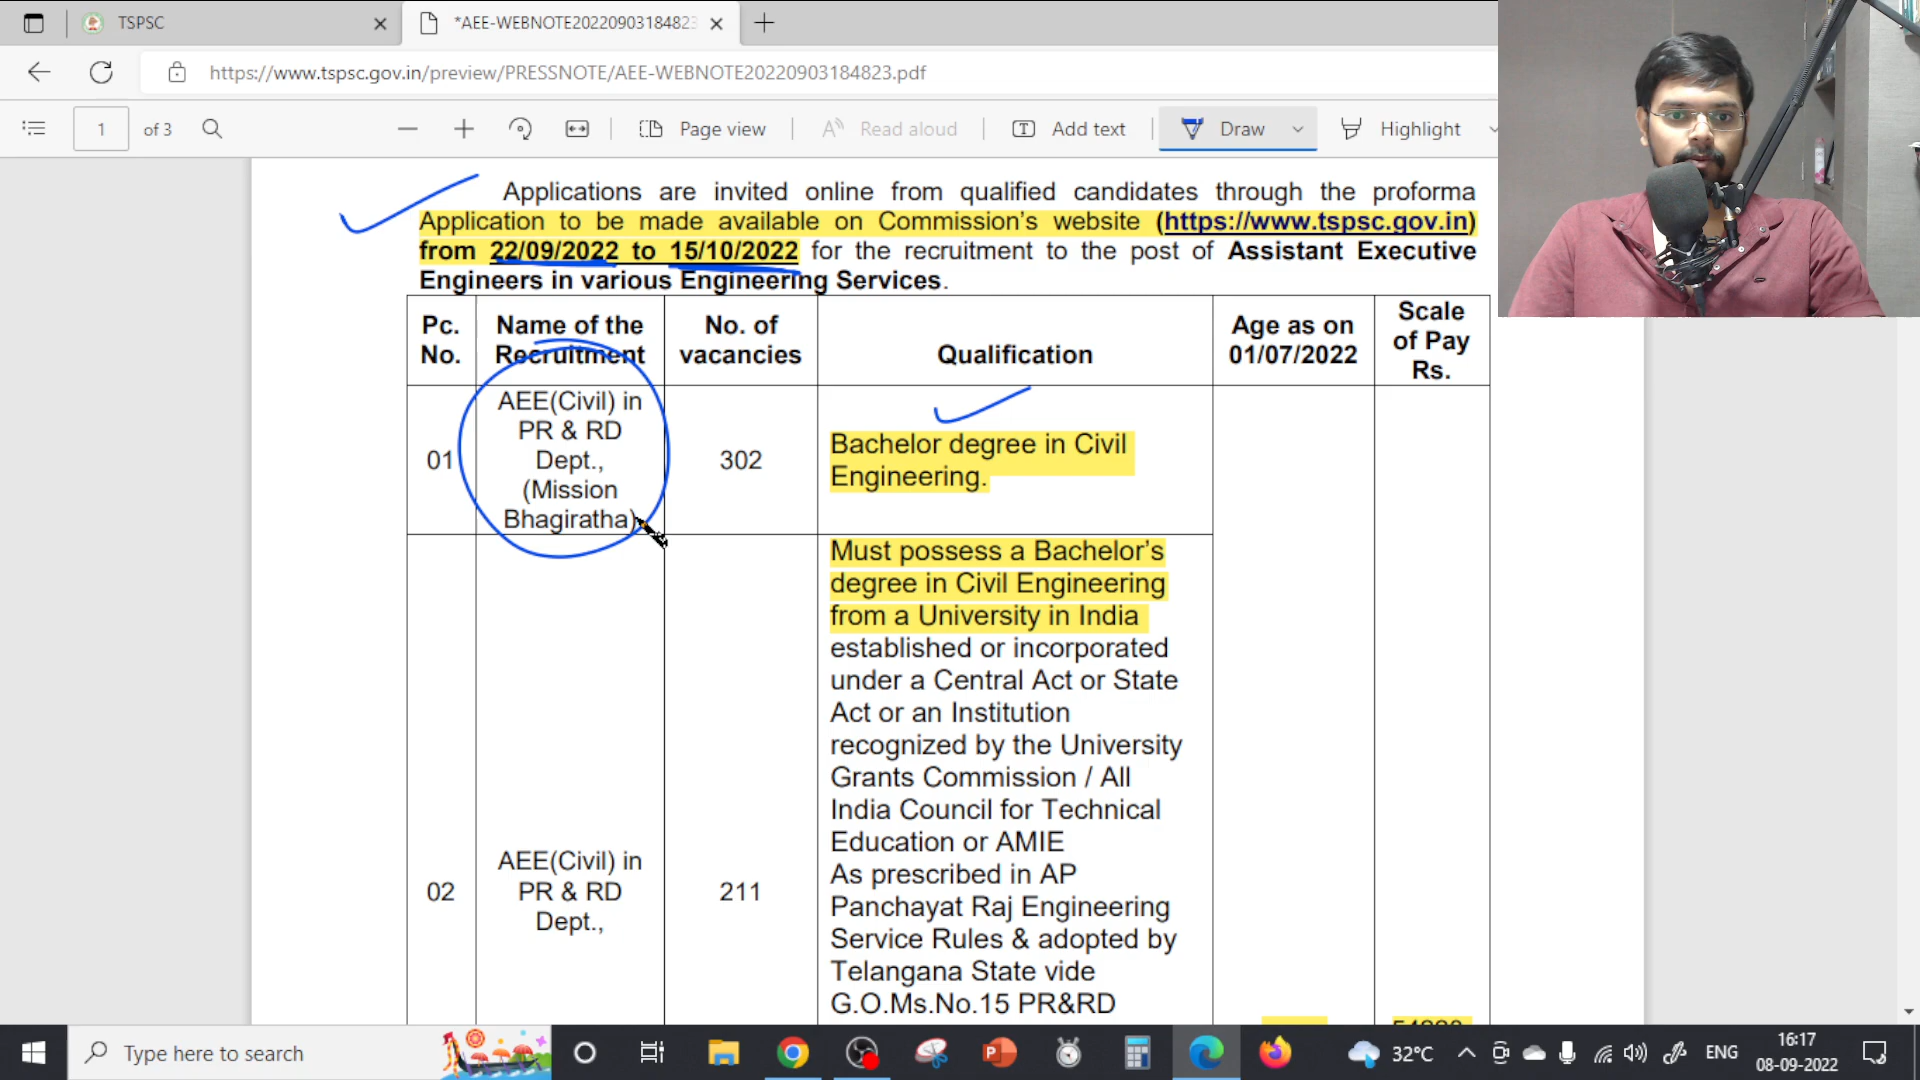 TSPSC
*AEE-WEBNOTE20220903184823
https://www.tspsc.gov.in/preview/PRESSNOTE/AEE-WEBNOTE20220903184823.pdf
1 of 3
Page view
Read aloud
Add text
Draw
Highlight
Applications are invited online from qualified candidates through the proforma
Application to be made available on Commission's website (https://www.tspsc.gov.in)
from 22/09/2022 to 15/10/2022 for the recruitment to the post of Assistant Executive
Engineers in various Engineering Services.
Pc.
No.
Name of the
Recruitment
No. of
vacancies
Qualification
Age as on
01/07/2022
Scale
of Pay
Rs.
01
AEE(Civil) in
PR & RD
Dept.,
(Mission
Bhagiratha)
302
Bachelor degree in Civil
Engineering.
02
AEE(Civil) in
PR & RD
Dept.,
211
Must possess a Bachelor's
degree in Civil Engineering
from a University in India
established or incorporated
under a Central Act or State
Act or an Institution
recognized by the University
Grants Commission / All
India Council for Technical
Education or AMIE
As prescribed in AP
Panchayat Raj Engineering
Service Rules & adopted by
Telangana State vide
G.O.Ms.No.15 PR&RD
Type here to search
32°C
ENG
16:17
08-09-2022